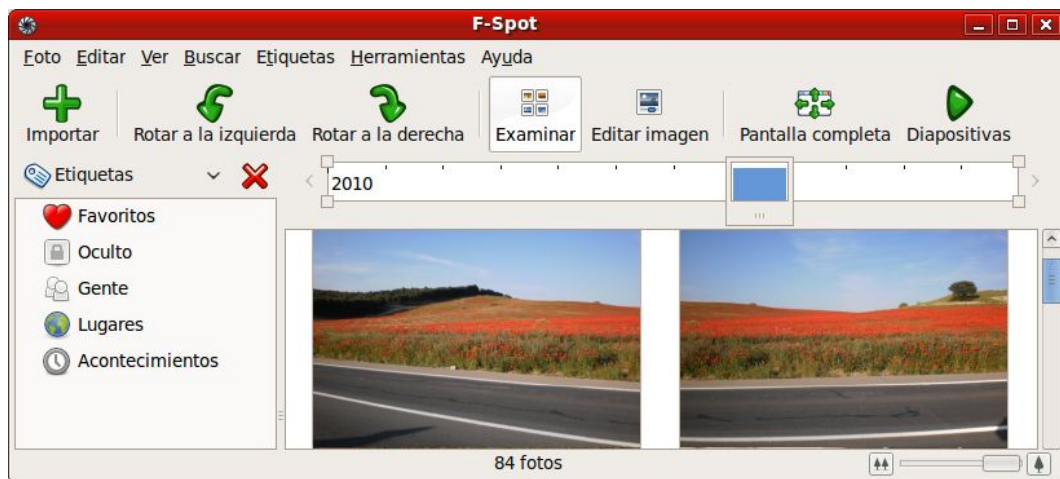 F-Spot
Foto Editar Ver Buscar Etiquetas Herramientas Ayuda
Importar Rotar a la izquierda Rotar a la derecha Examinar Editar imagen Pantalla completa Diapositivas
Etiquetas
2010
Favoritos
Oculto
Gente
Lugares
Acontecimientos
84 fotos